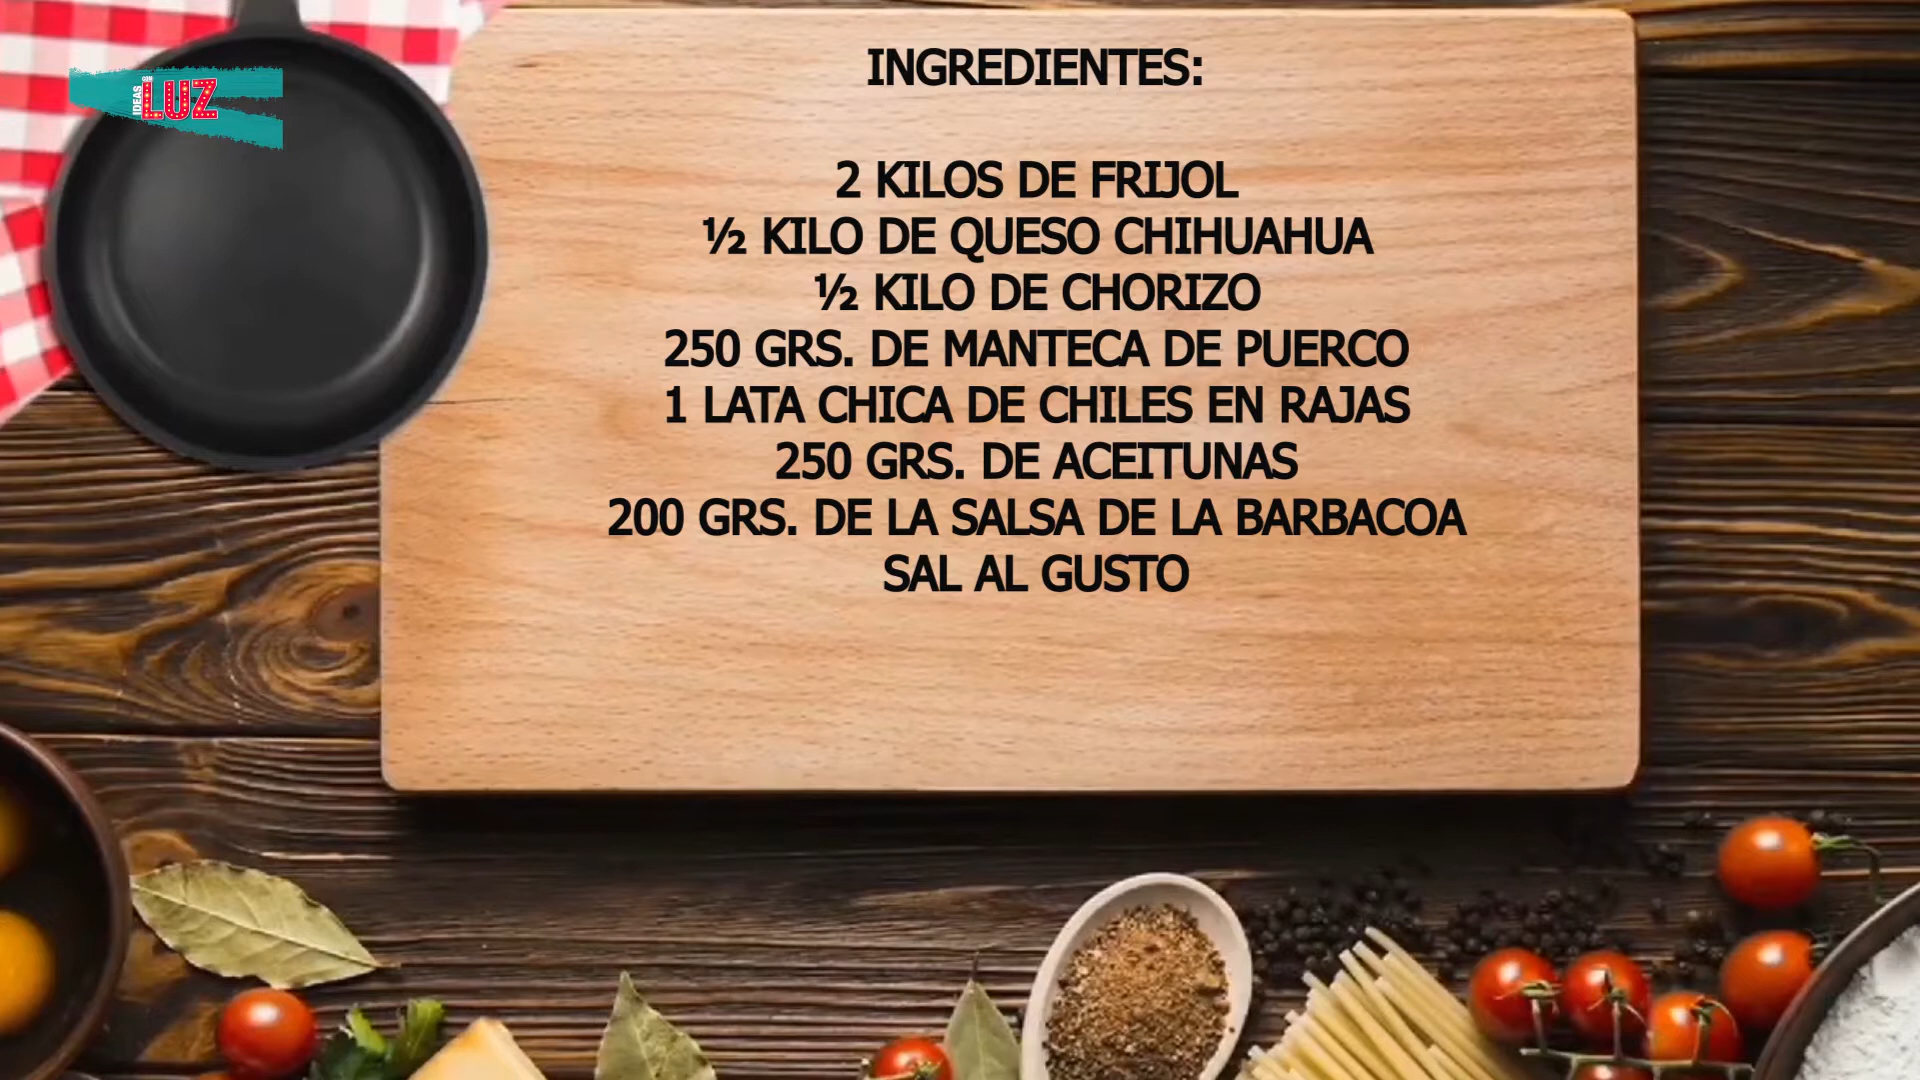 IDEAS CON LUZ
INGREDIENTES:
2 KILOS DE FRIJOL
½ KILO DE QUESO CHIHUAHUA
½ KILO DE CHORIZO
250 GRS. DE MANTECA DE PUERCO
1 LATA CHICA DE CHILES EN RAJAS
250 GRS. DE ACEITUNAS
200 GRS. DE LA SALSA DE LA BARBACOA
SAL AL GUSTO